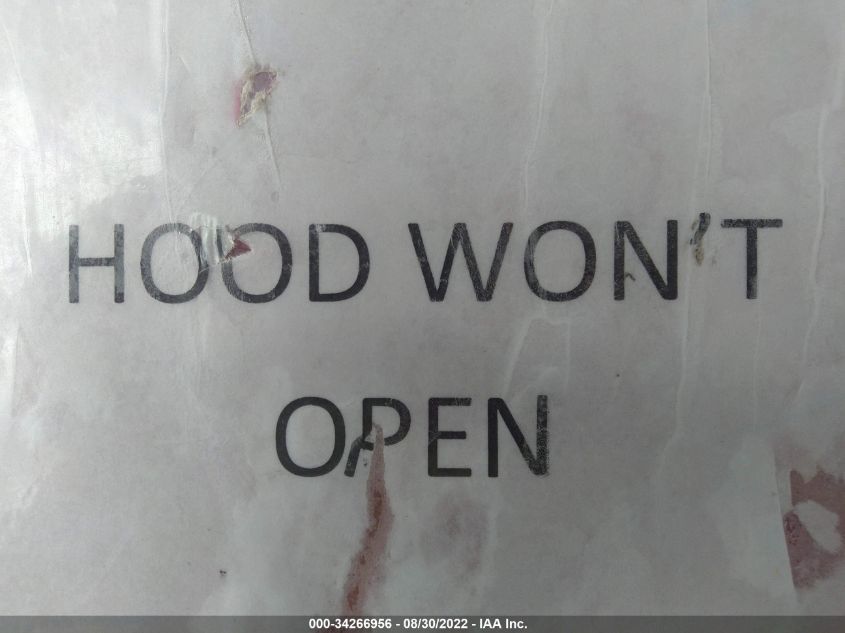 HOOD WON'T
OPEN
000-34266956 - 08/30/2022 - IAA Inc.